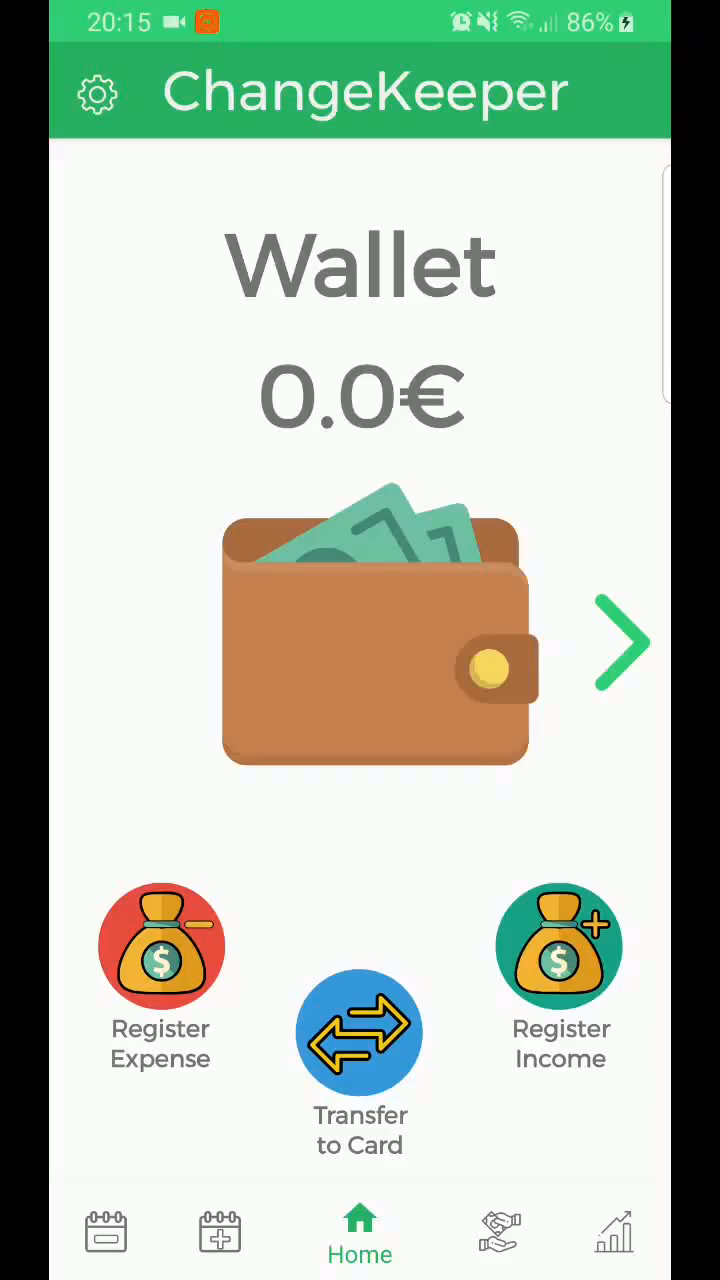 20:15 86%
ChangeKeeper
Wallet
0.0€
$ $
Register
Expense
Register
Income
Transfer
to Card
Home